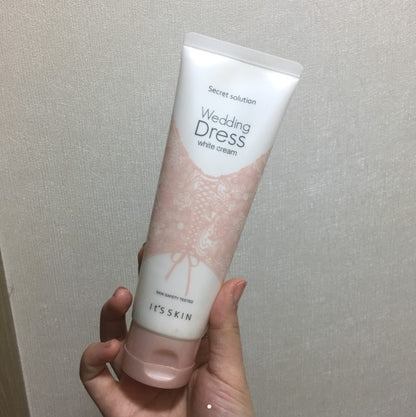 Secret solution
Wedding
Dress
white cream
SKIN SAFETY TESTED
It'S SKIN